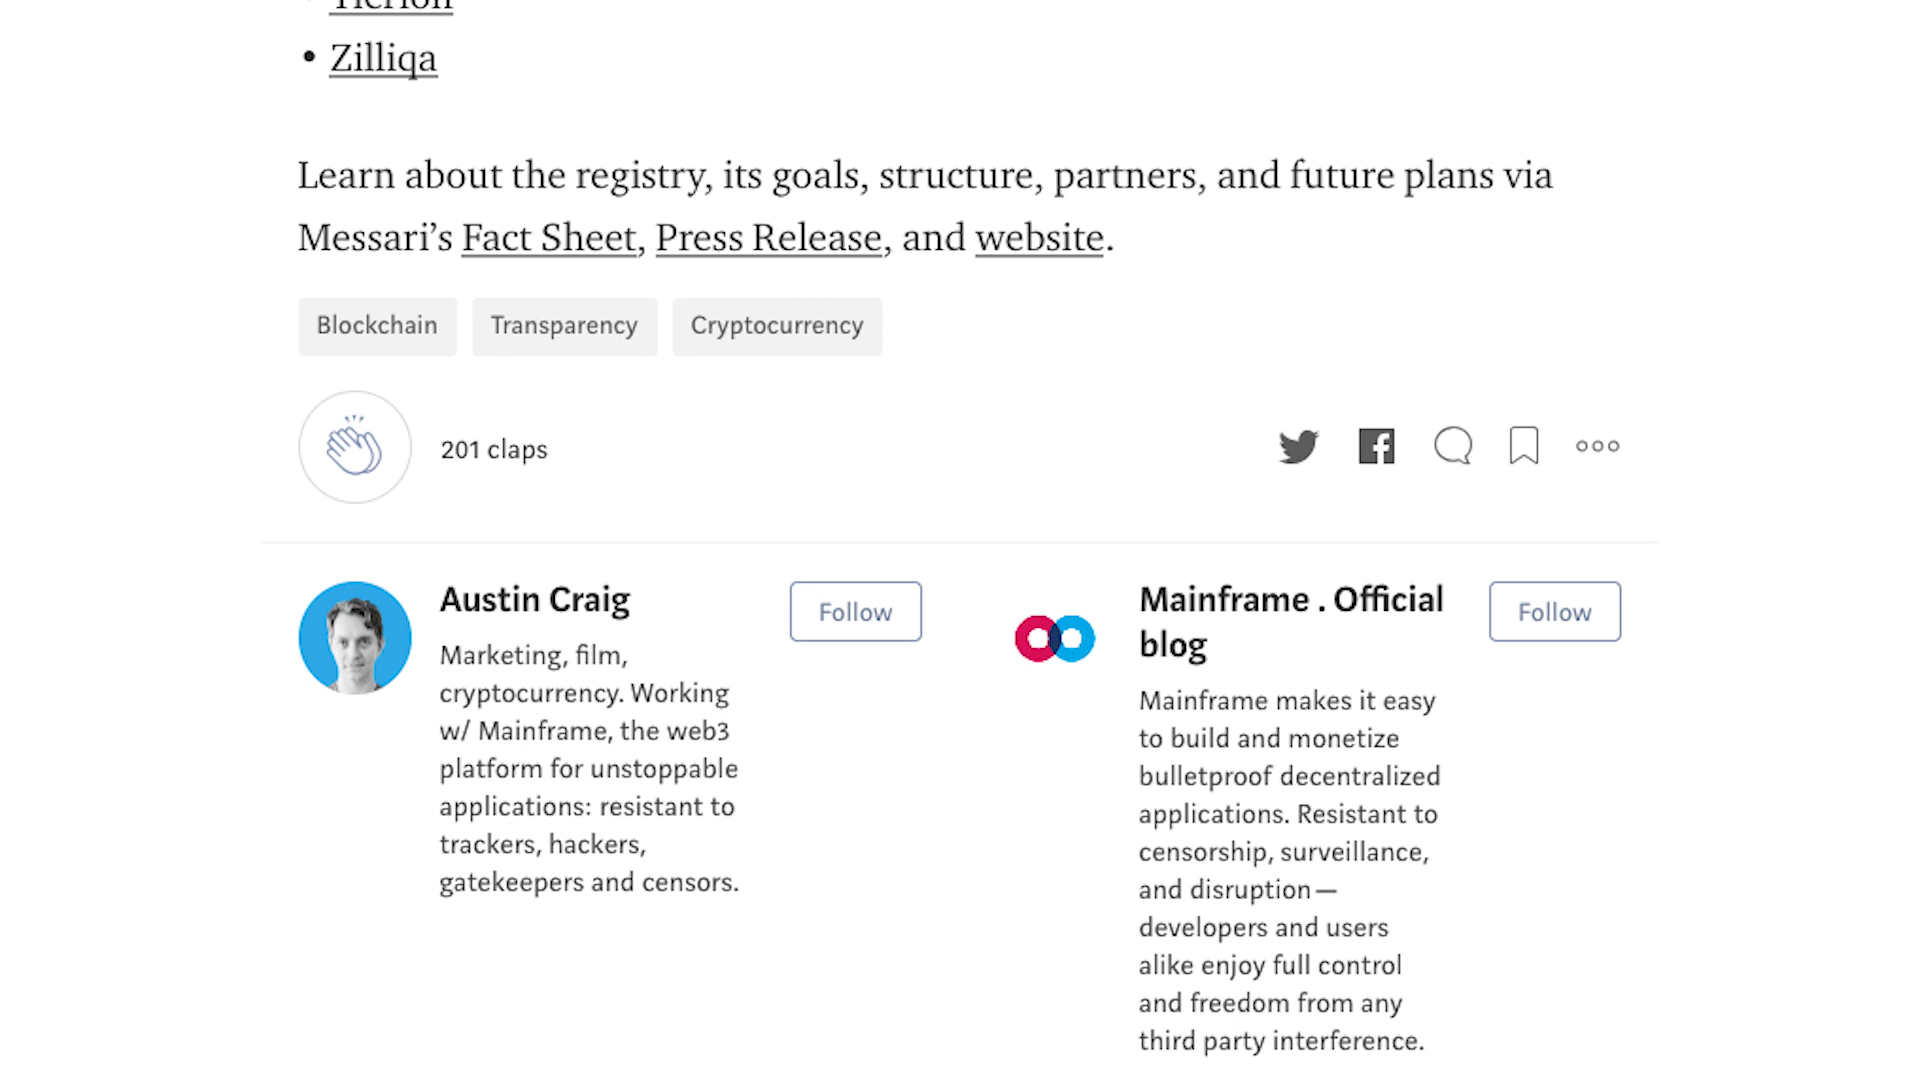 • Zilliqa
Learn about the registry, its goals, structure, partners, and future plans via
Messari’s Fact Sheet, Press Release, and website.
Blockchain
Transparency
Cryptocurrency
201 claps
Austin Craig
Follow
Marketing, film,
cryptocurrency. Working
w/ Mainframe, the web3
platform for unstoppable
applications: resistant to
trackers, hackers,
gatekeepers and censors.
Mainframe . Official
blog
Follow
Mainframe makes it easy
to build and monetize
bulletproof decentralized
applications. Resistant to
censorship, surveillance,
and disruption—
developers and users
alike enjoy full control
and freedom from any
third party interference.